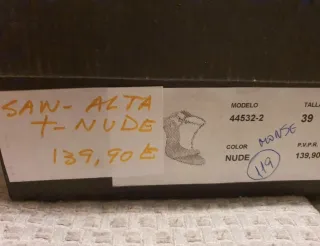 SAN- ALTA
T- NUDE
139,90 €
MODELO TALLA
44532-2 39
MONSE
COLOR P.V.P.R.
NUDE 119 139,90